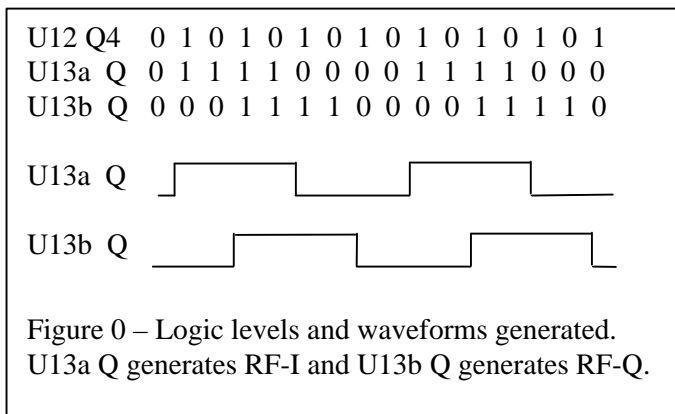 U12 Q4 0 1 0 1 0 1 0 1 0 1 0 1 0 1 0 1
U13a Q 0 1 1 1 1 0 0 0 0 1 1 1 1 0 0 0
U13b Q 0 0 0 1 1 1 1 0 0 0 0 1 1 1 1 0
U13a Q
U13b Q
Figure 0 – Logic levels and waveforms generated.
U13a Q generates RF-I and U13b Q generates RF-Q.